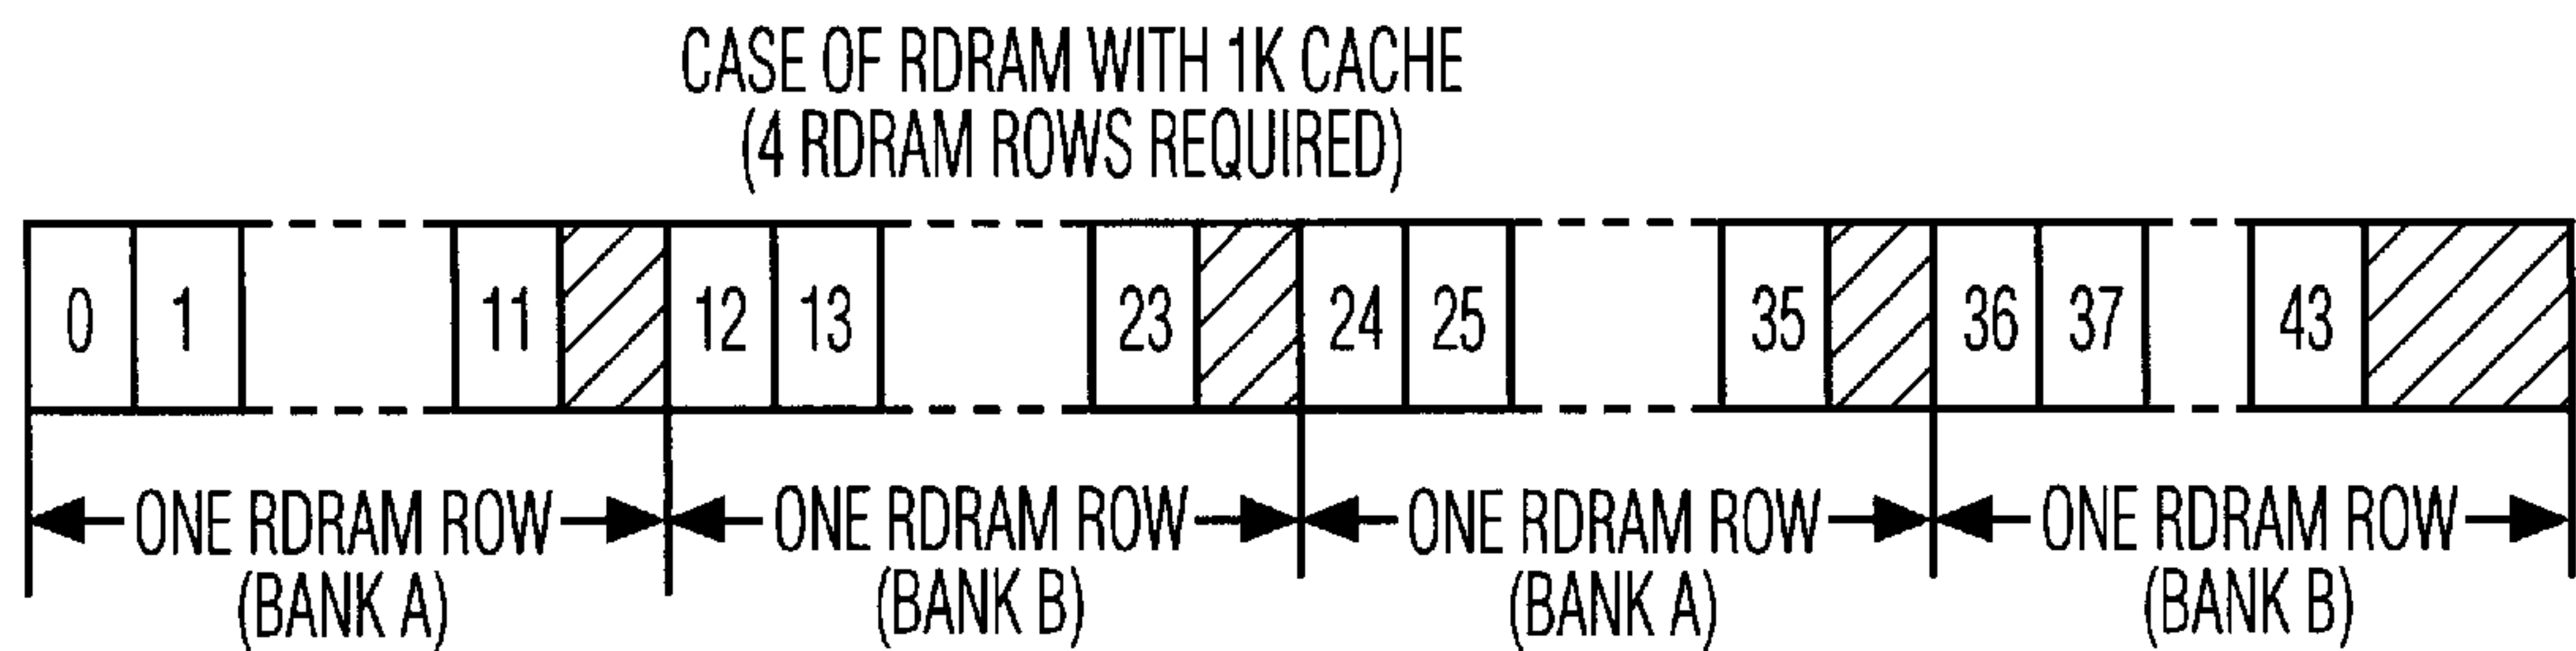 CASE OF RDRAM WITH 1K CACHE
(4 RDRAM ROWS REQUIRED)
0 1 11 12 13 23 24 25 35 36 37 43
ONE RDRAM ROW ONE RDRAM ROW ONE RDRAM ROW ONE RDRAM ROW
(BANK A) (BANK B) (BANK A) (BANK B)